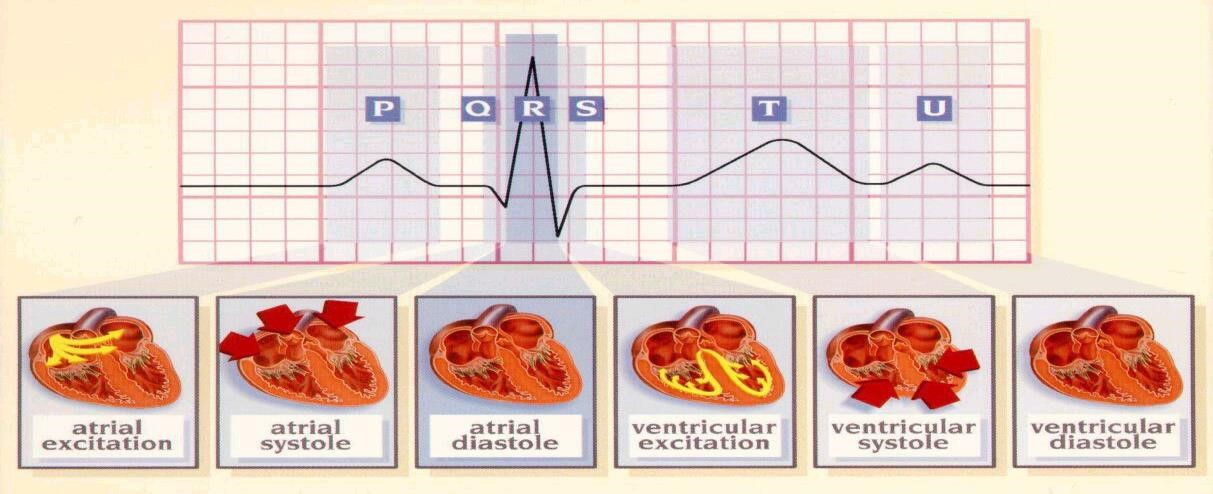 P Q R S T U
atrial
excitation
atrial
systole
atrial
diastole
ventricular
excitation
ventricular
systole
ventricular
diastole